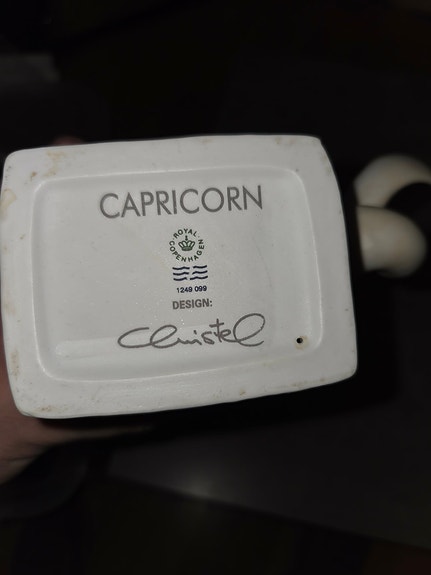 CAPRICORN
ROYAL
COPENHAGEN
1249 099
DESIGN:
Christel